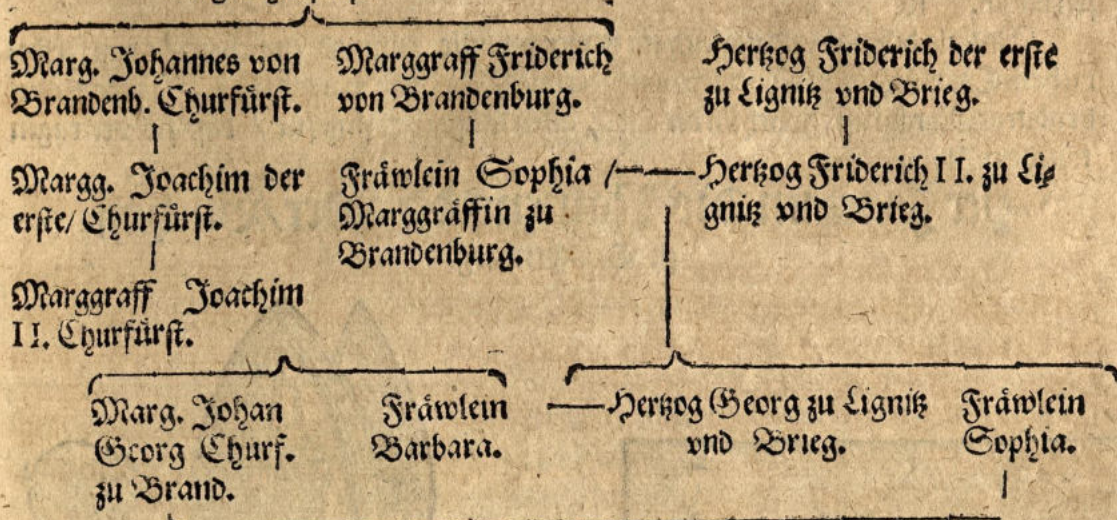 Marg. Johannes von
Brandenb. Churfürst.
Marggraff Friderich
von Brandenburg.
Hertzog Friderich der erste
zu Lignitz vnd Brieg.
Margg. Joachim der
erste/ Churfürst.
Fräwlein Sophia /
Marggräffin zu
Brandenburg.
Hertzog Friderich II. zu Li-
gnitz vnd Brieg.
Marggraff Joachim
II. Churfürst.
Marg. Johan
Georg Churf.
zu Brand.
Fräwlein
Barbara.
Hertzog Georg zu Lignitz
vnd Brieg.
Fräwlein
Sophia.